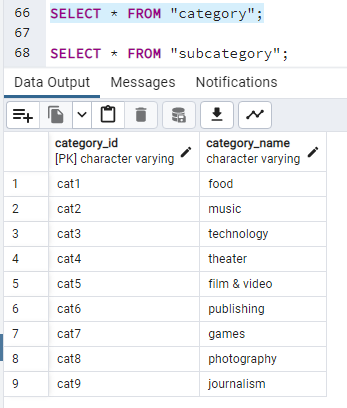 66 SELECT * FROM "category";
67
68 SELECT * FROM "subcategory";
Data Output Messages Notifications
category_id category_name
[PK] character varying character varying
1 cat1 food
2 cat2 music
3 cat3 technology
4 cat4 theater
5 cat5 film & video
6 cat6 publishing
7 cat7 games
8 cat8 photography
9 cat9 journalism